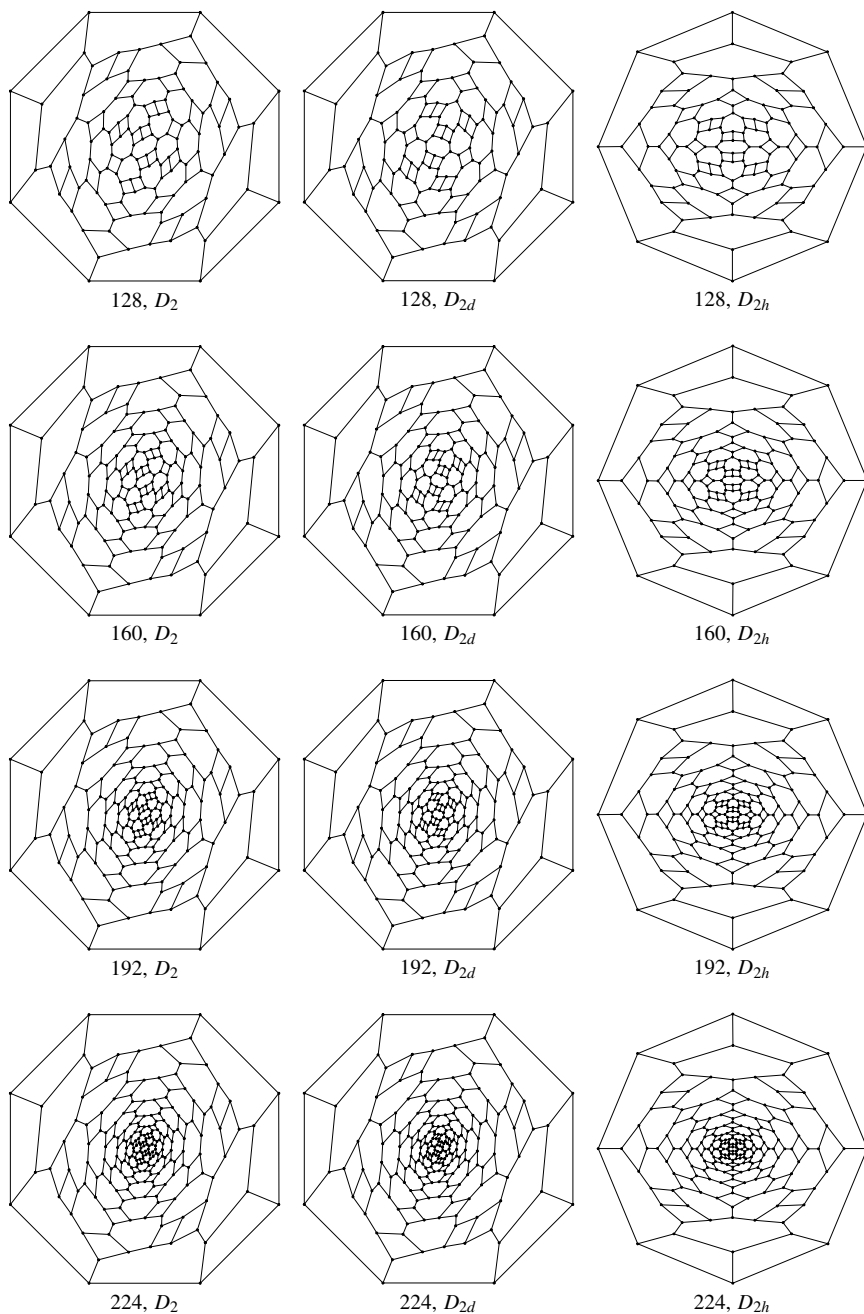 128, D₂ 128, D₂d 128, D₂h
160, D₂ 160, D₂d 160, D₂h
192, D₂ 192, D₂d 192, D₂h
224, D₂ 224, D₂d 224, D₂h